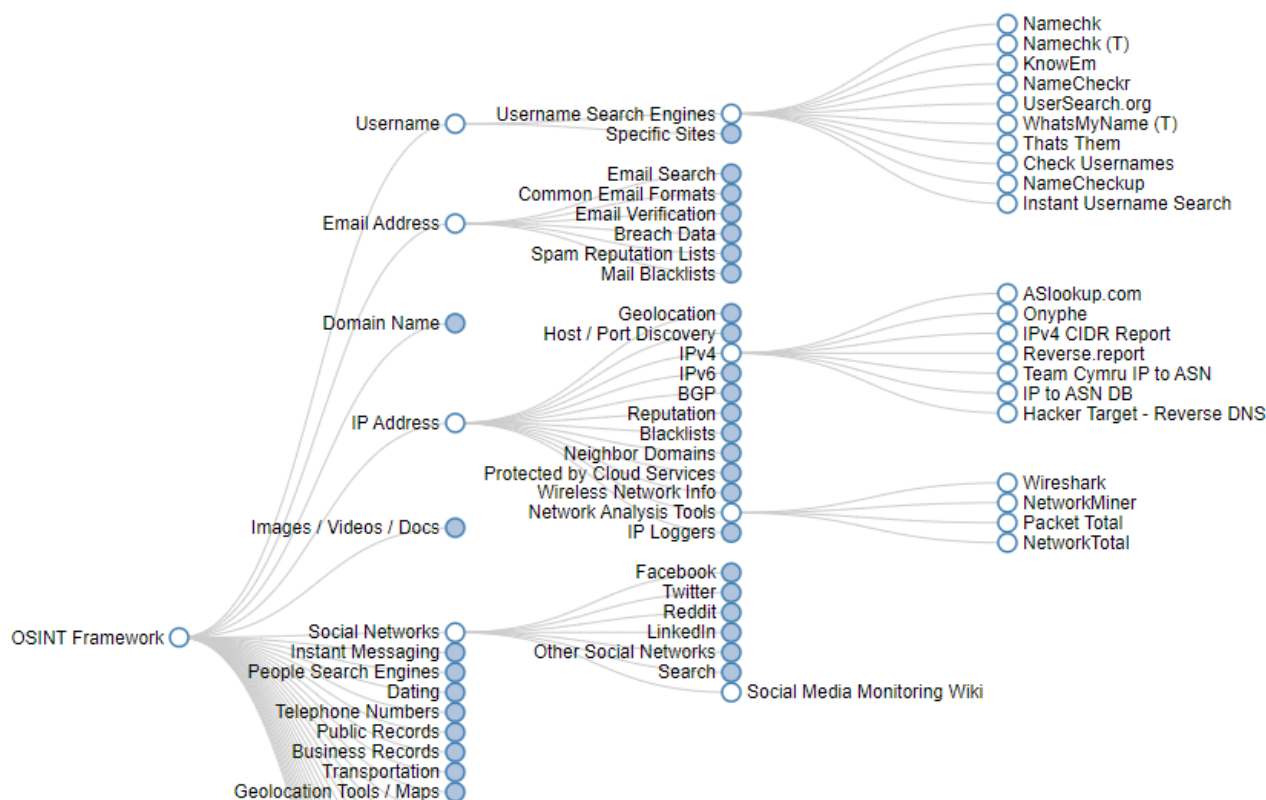 OSINT Framework
Username
Username Search Engines
Namechk
Namechk (T)
KnowEm
NameCheckr
UserSearch.org
WhatsMyName (T)
Thats Them
Check Usernames
NameCheckup
Instant Username Search
Specific Sites
Email Address
Email Search
Common Email Formats
Email Verification
Breach Data
Spam Reputation Lists
Mail Blacklists
Domain Name
IP Address
Geolocation
Host / Port Discovery
IPv4
ASlookup.com
Onyphe
IPv4 CIDR Report
Reverse.report
Team Cymru IP to ASN
IP to ASN DB
Hacker Target - Reverse DNS
IPv6
BGP
Reputation
Blacklists
Neighbor Domains
Protected by Cloud Services
Wireless Network Info
Network Analysis Tools
Wireshark
NetworkMiner
Packet Total
NetworkTotal
IP Loggers
Images / Videos / Docs
Social Networks
Facebook
Twitter
Reddit
LinkedIn
Other Social Networks
Search
Social Media Monitoring Wiki
Instant Messaging
People Search Engines
Dating
Telephone Numbers
Public Records
Business Records
Transportation
Geolocation Tools / Maps